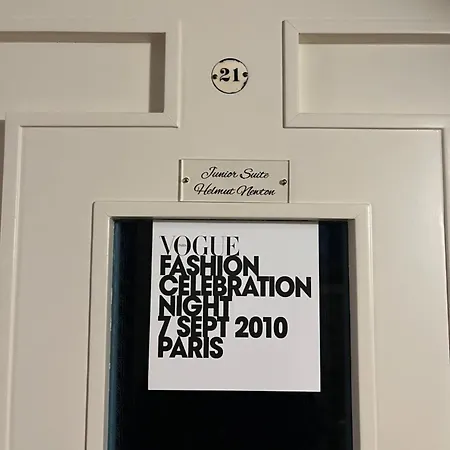 21
Junior Suite
Helmut Newton
VOGUE
FASHION
CELEBRATION
NIGHT
7 SEPT 2010
PARIS